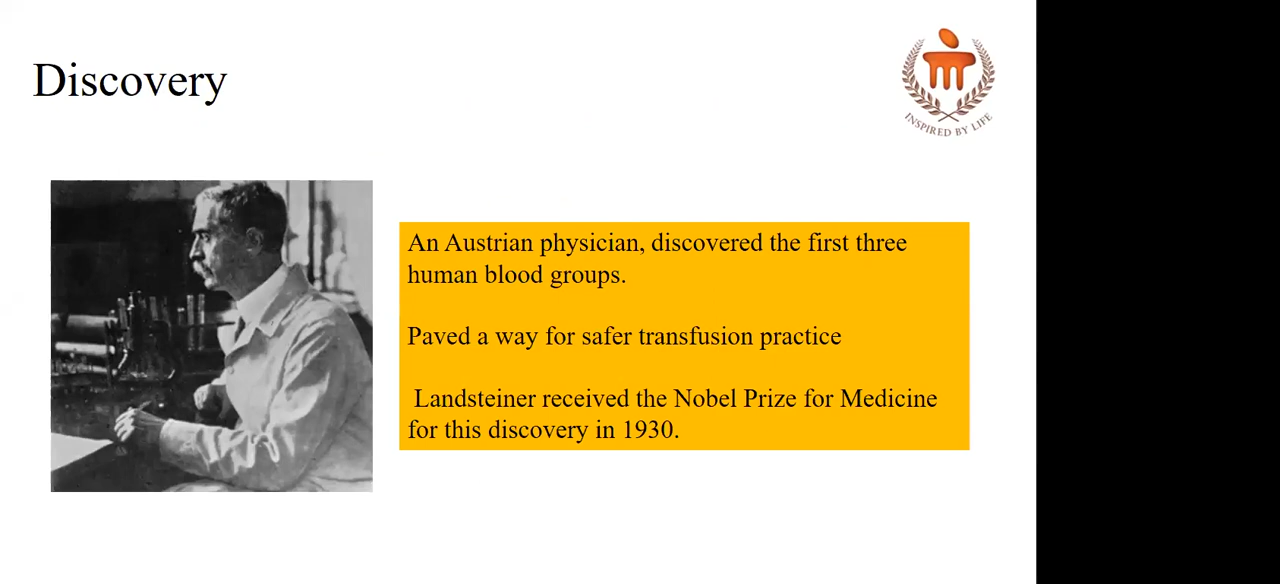 Discovery
INSPIRED BY LIFE
An Austrian physician, discovered the first three
human blood groups.
Paved a way for safer transfusion practice
Landsteiner received the Nobel Prize for Medicine
for this discovery in 1930.